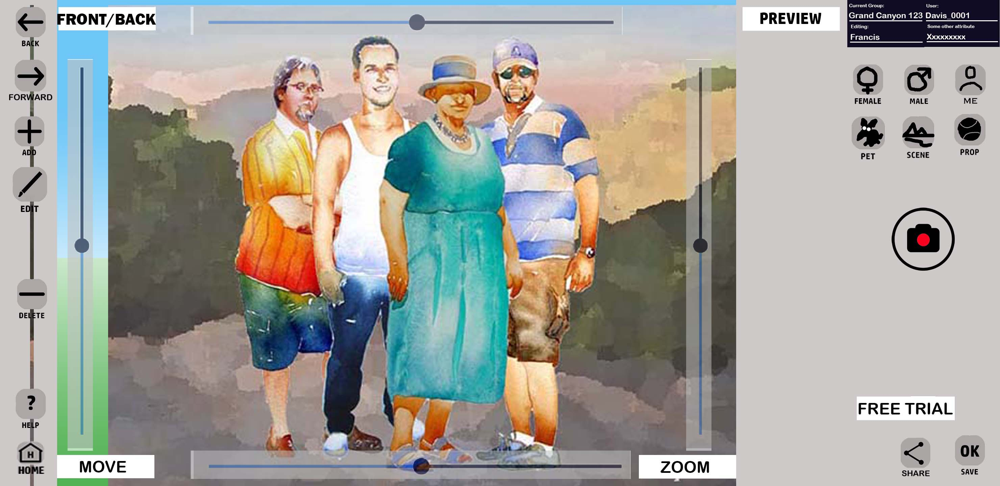 BACK
FORWARD
ADD
EDIT
DELETE
?
HELP
H
HOME
FRONT/BACK
MOVE
A
ZOOM
PREVIEW
Current Group:
Grand Canyon 123
User:
Davis_0001
Editing:
Francis
Some other attribute
Xxxxxxxxx
FEMALE
MALE
ME
PET
SCENE
PROP
FREE TRIAL
SHARE
OK
SAVE